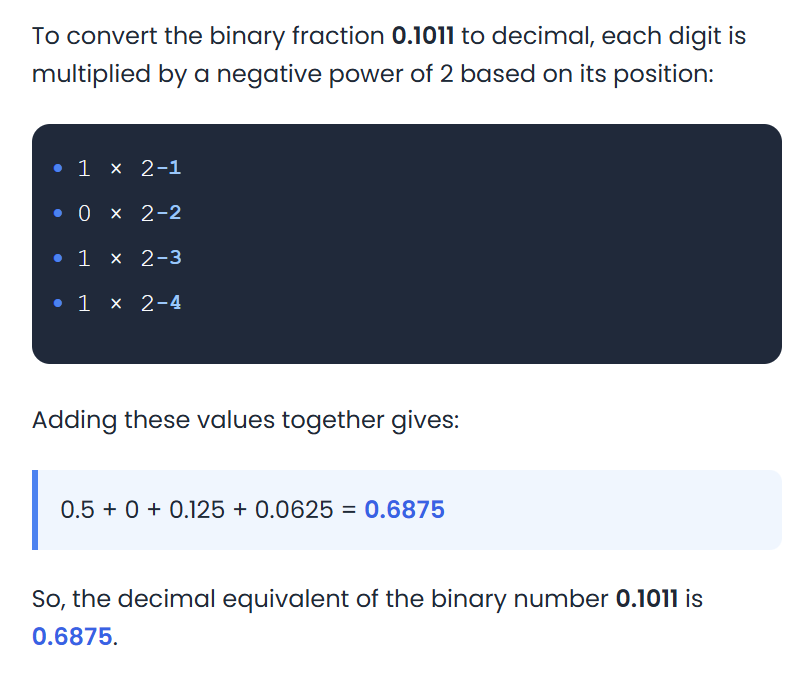 To convert the binary fraction 0.1011 to decimal, each digit is
multiplied by a negative power of 2 based on its position:
• 1 × 2-1
• 0 × 2-2
• 1 × 2-3
• 1 × 2-4
Adding these values together gives:
0.5 + 0 + 0.125 + 0.0625 = 0.6875
So, the decimal equivalent of the binary number 0.1011 is
0.6875.